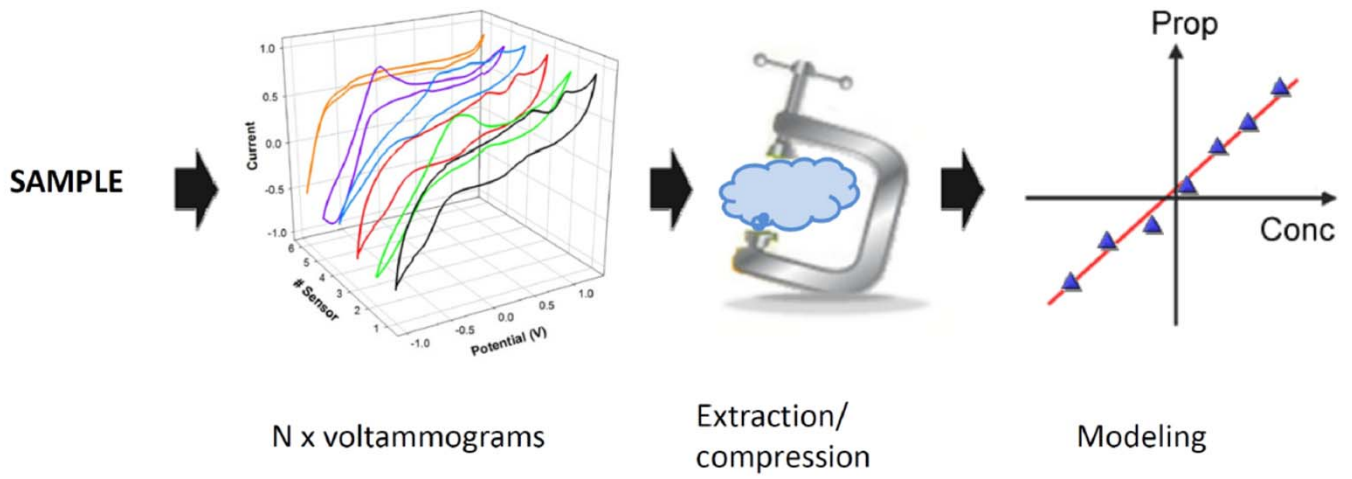 SAMPLE
1.0
0.5
0.0
-0.5
-1.0
Current
6
5
4
3
2
1
# Sensor
-1.0
-0.5
0.0
0.5
1.0
Potential (V)
Prop
Conc
N x voltammograms
Extraction/
compression
Modeling